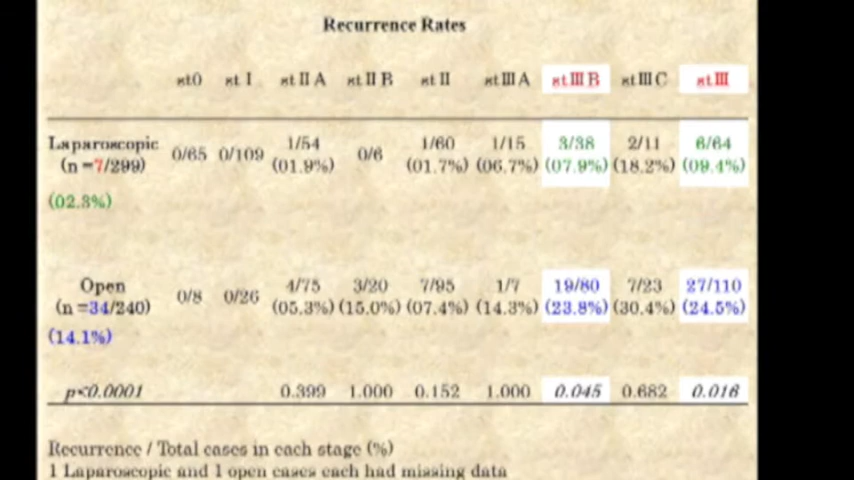 Recurrence Rates
st0 st I st II A st II B st II st III A st III B st III C st III
Laparoscopic 1/54 1/60 1/15 3/38 2/11 6/64
(n =7/299) 0/65 0/109 (01.9%) 0/6 (01.7%) (06.7%) (07.9%) (18.2%) (09.4%)
(02.3%)
Open 4/75 3/20 7/95 1/7 19/80 7/23 27/110
(n =34/240) 0/8 0/26 (05.3%) (15.0%) (07.4%) (14.3%) (23.8%) (30.4%) (24.5%)
(14.1%)
p<0.0001 0.399 1.000 0.152 1.000 0.045 0.682 0.016
Recurrence / Total cases in each stage (%)
1 Laparoscopic and 1 open cases each had missing data